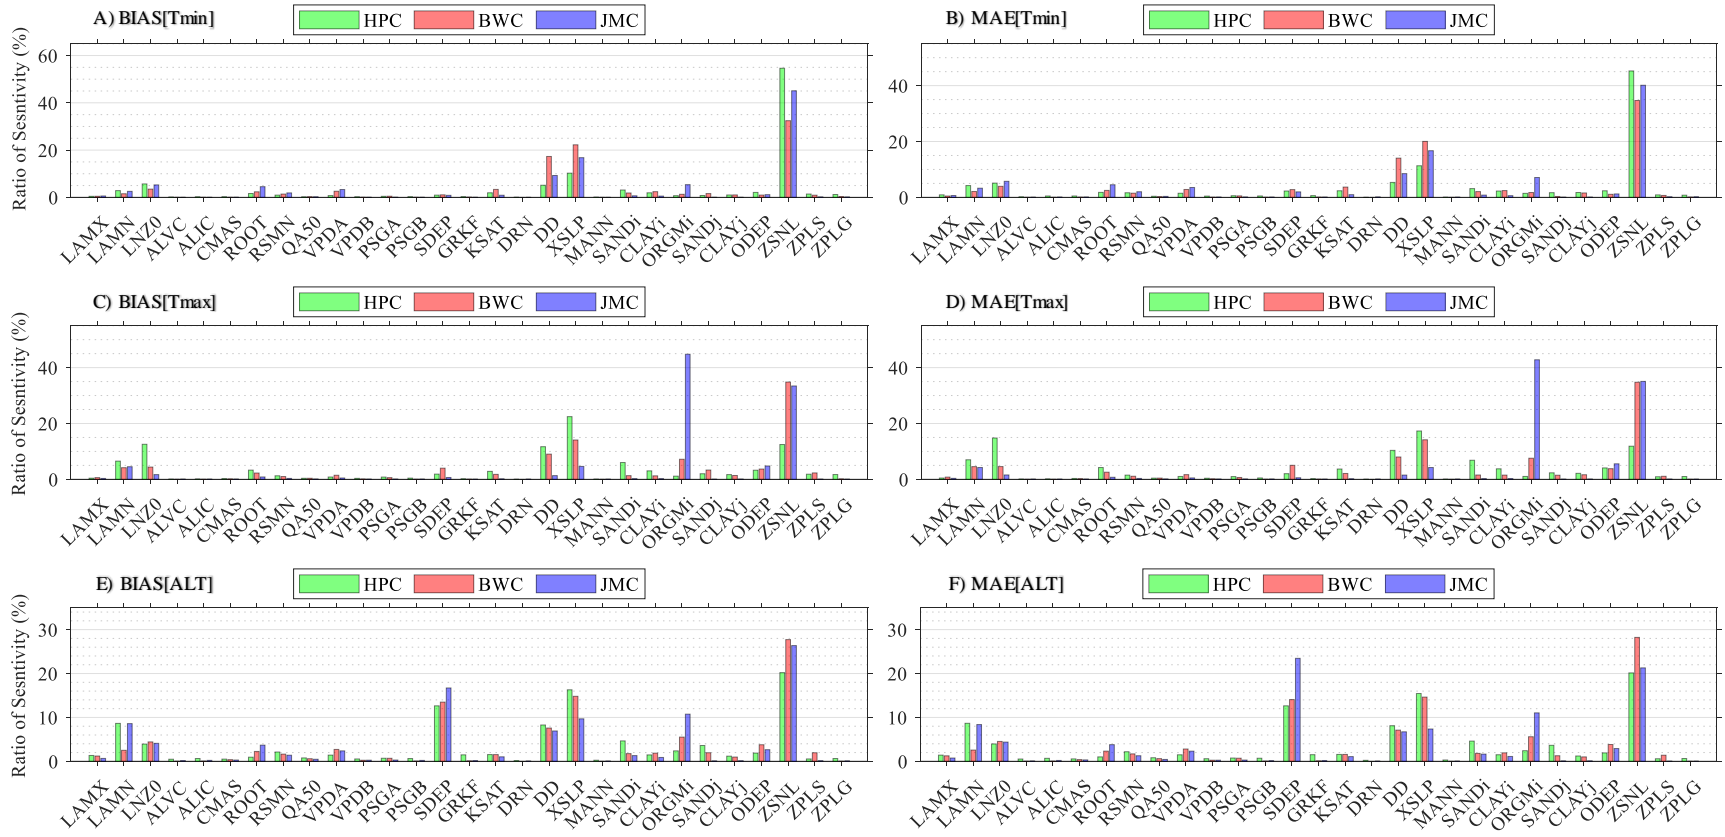 A) BIAS[Tmin]
HPC BWC JMC
B) MAE[Tmin]
HPC BWC JMC
Ratio of Sesntivity (%)
60
40
20
0
40
20
0
LAMX LAMN LNZ0 ALVC ALIC CMAS ROOT RSMN QA50 VPDA VPDB PSGA PSGB SDEP GRKF KSAT DRN DD XSLP MANN SANDi CLAYi ORGMi SANDj CLAYj ODEP ZSNL ZPLS ZPLG
LAMX LAMN LNZ0 ALVC ALIC CMAS ROOT RSMN QA50 VPDA VPDB PSGA PSGB SDEP GRKF KSAT DRN DD XSLP MANN SANDi CLAYi ORGMi SANDj CLAYj ODEP ZSNL ZPLS ZPLG
C) BIAS[Tmax]
HPC BWC JMC
D) MAE[Tmax]
HPC BWC JMC
Ratio of Sesntivity (%)
40
20
0
40
20
0
LAMX LAMN LNZ0 ALVC ALIC CMAS ROOT RSMN QA50 VPDA VPDB PSGA PSGB SDEP GRKF KSAT DRN DD XSLP MANN SANDi CLAYi ORGMi SANDj CLAYj ODEP ZSNL ZPLS ZPLG
LAMX LAMN LNZ0 ALVC ALIC CMAS ROOT RSMN QA50 VPDA VPDB PSGA PSGB SDEP GRKF KSAT DRN DD XSLP MANN SANDi CLAYi ORGMi SANDj CLAYj ODEP ZSNL ZPLS ZPLG
E) BIAS[ALT]
HPC BWC JMC
F) MAE[ALT]
HPC BWC JMC
Ratio of Sesntivity (%)
30
20
10
0
30
20
10
0
LAMX LAMN LNZ0 ALVC ALIC CMAS ROOT RSMN QA50 VPDA VPDB PSGA PSGB SDEP GRKF KSAT DRN DD XSLP MANN SANDi CLAYi ORGMi SANDj CLAYj ODEP ZSNL ZPLS ZPLG
LAMX LAMN LNZ0 ALVC ALIC CMAS ROOT RSMN QA50 VPDA VPDB PSGA PSGB SDEP GRKF KSAT DRN DD XSLP MANN SANDi CLAYi ORGMi SANDj CLAYj ODEP ZSNL ZPLS ZPLG